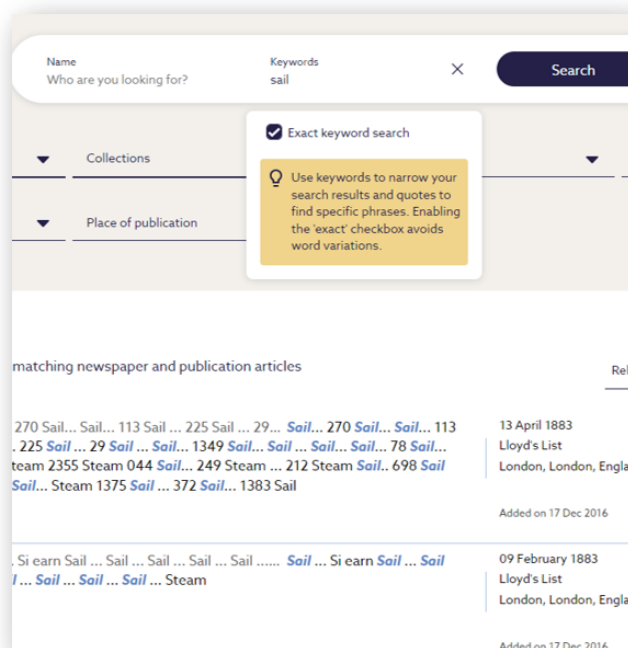 Name
Who are you looking for?
Keywords
sail
Search
Exact keyword search
Collections
Use keywords to narrow your
search results and quotes to
find specific phrases. Enabling
the 'exact' checkbox avoids
word variations.
Place of publication
matching newspaper and publication articles
Rel
270 Sail... Sail... 113 Sail ... 225 Sail ... 29... Sail... 270 Sail... Sail... 113
. 225 Sail ... 29 Sail ... Sail... 1349 Sail... Sail ... Sail... Sail... 78 Sail...
team 2355 Steam 044 Sail... 249 Steam ... 212 Steam Sail.. 698 Sail
Sail... Steam 1375 Sail ... 372 Sail... 1383 Sail
13 April 1883
Lloyd's List
London, London, Engla
Added on 17 Dec 2016
. Si earn Sail ... Sail ... Sail ... Sail ... Sail ...... Sail ... Si earn Sail ... Sail
l ... Sail ... Sail ... Sail ... Steam
09 February 1883
Lloyd's List
London, London, Engla
Added on 17 Dec 2016